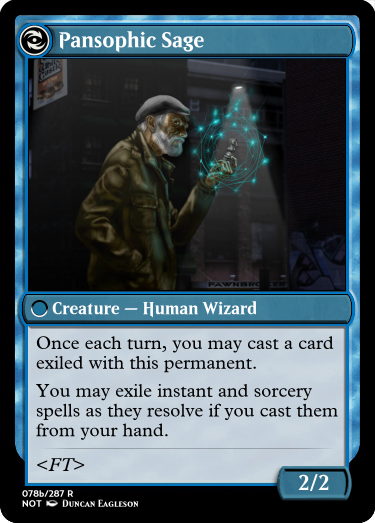 Pansophic Sage
PAWNBROKER
Creature — Human Wizard
Once each turn, you may cast a card
exiled with this permanent.
You may exile instant and sorcery
spells as they resolve if you cast them
from your hand.
<FT>
2/2
078b/287 R
NOT Duncan Eagleson